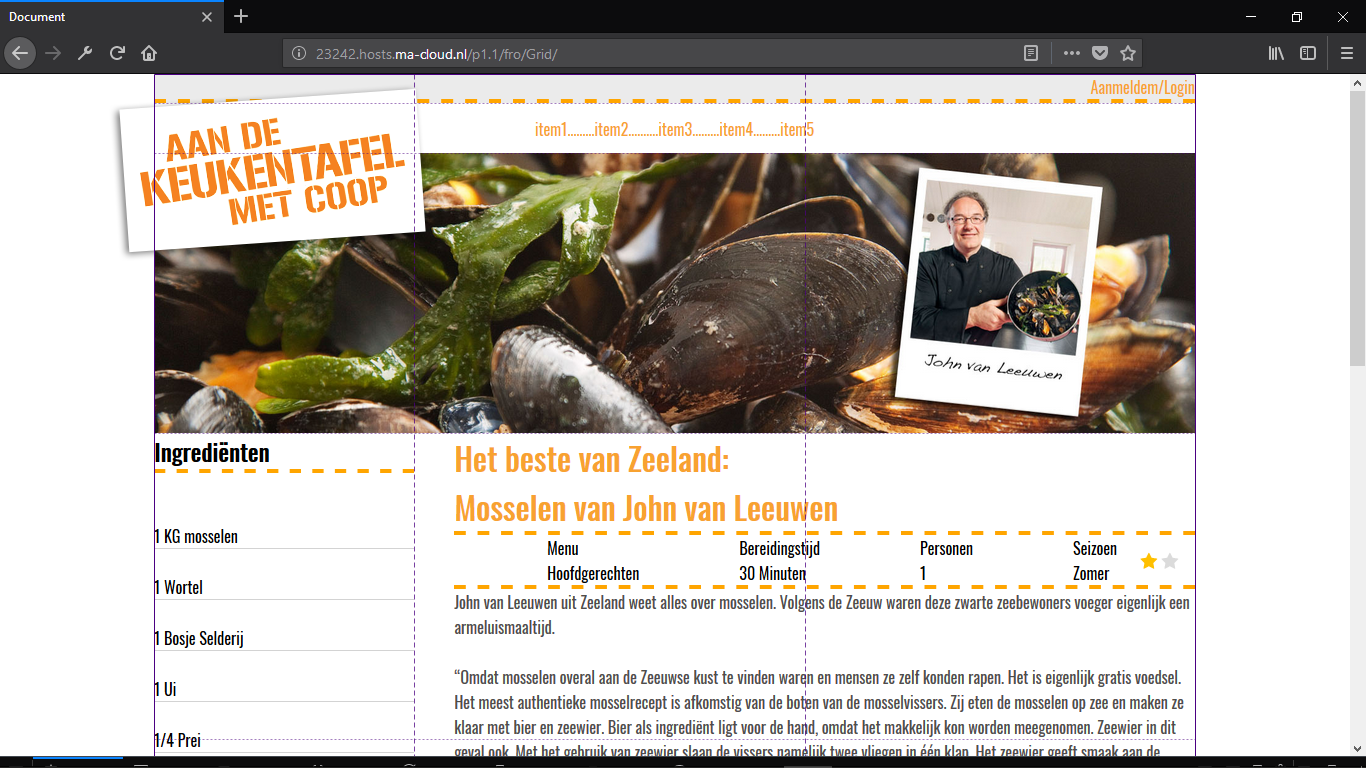 Document
23242.hosts.ma-cloud.nl/p1.1/fro/Grid/
Aanmeldem/Login
AAN DE
KEUKENTAFEL
MET COOP
item1.........item2..........item3.........item4.........item5
John van Leeuwen
Ingrediënten
1 KG mosselen
1 Wortel
1 Bosje Selderij
1 Ui
1/4 Prei
Het beste van Zeeland:
Mosselen van John van Leeuwen
Menu Bereidingstijd Personen Seizoen
Hoofdgerechten 30 Minuten 1 Zomer
John van Leeuwen uit Zeeland weet alles over mosselen. Volgens de Zeeuw waren deze zwarte zeebewoners voeger eigenlijk een
armeluismaaltijd.
“Omdat mosselen overal aan de Zeeuwse kust te vinden waren en mensen ze zelf konden rapen. Het is eigenlijk gratis voedsel.
Het meest authentieke mosselrecept is afkomstig van de boten van de mosselvissers. Zij eten de mosselen op zee en maken ze
klaar met bier en zeewier. Bier als ingrediënt ligt voor de hand, omdat het makkelijk kon worden meegenomen. Zeewier in dit
geval ook. Met het gebruik van zeewier slaan de vissers namelijk twee vliegen in één klap. Het zeewier geeft smaak aan de